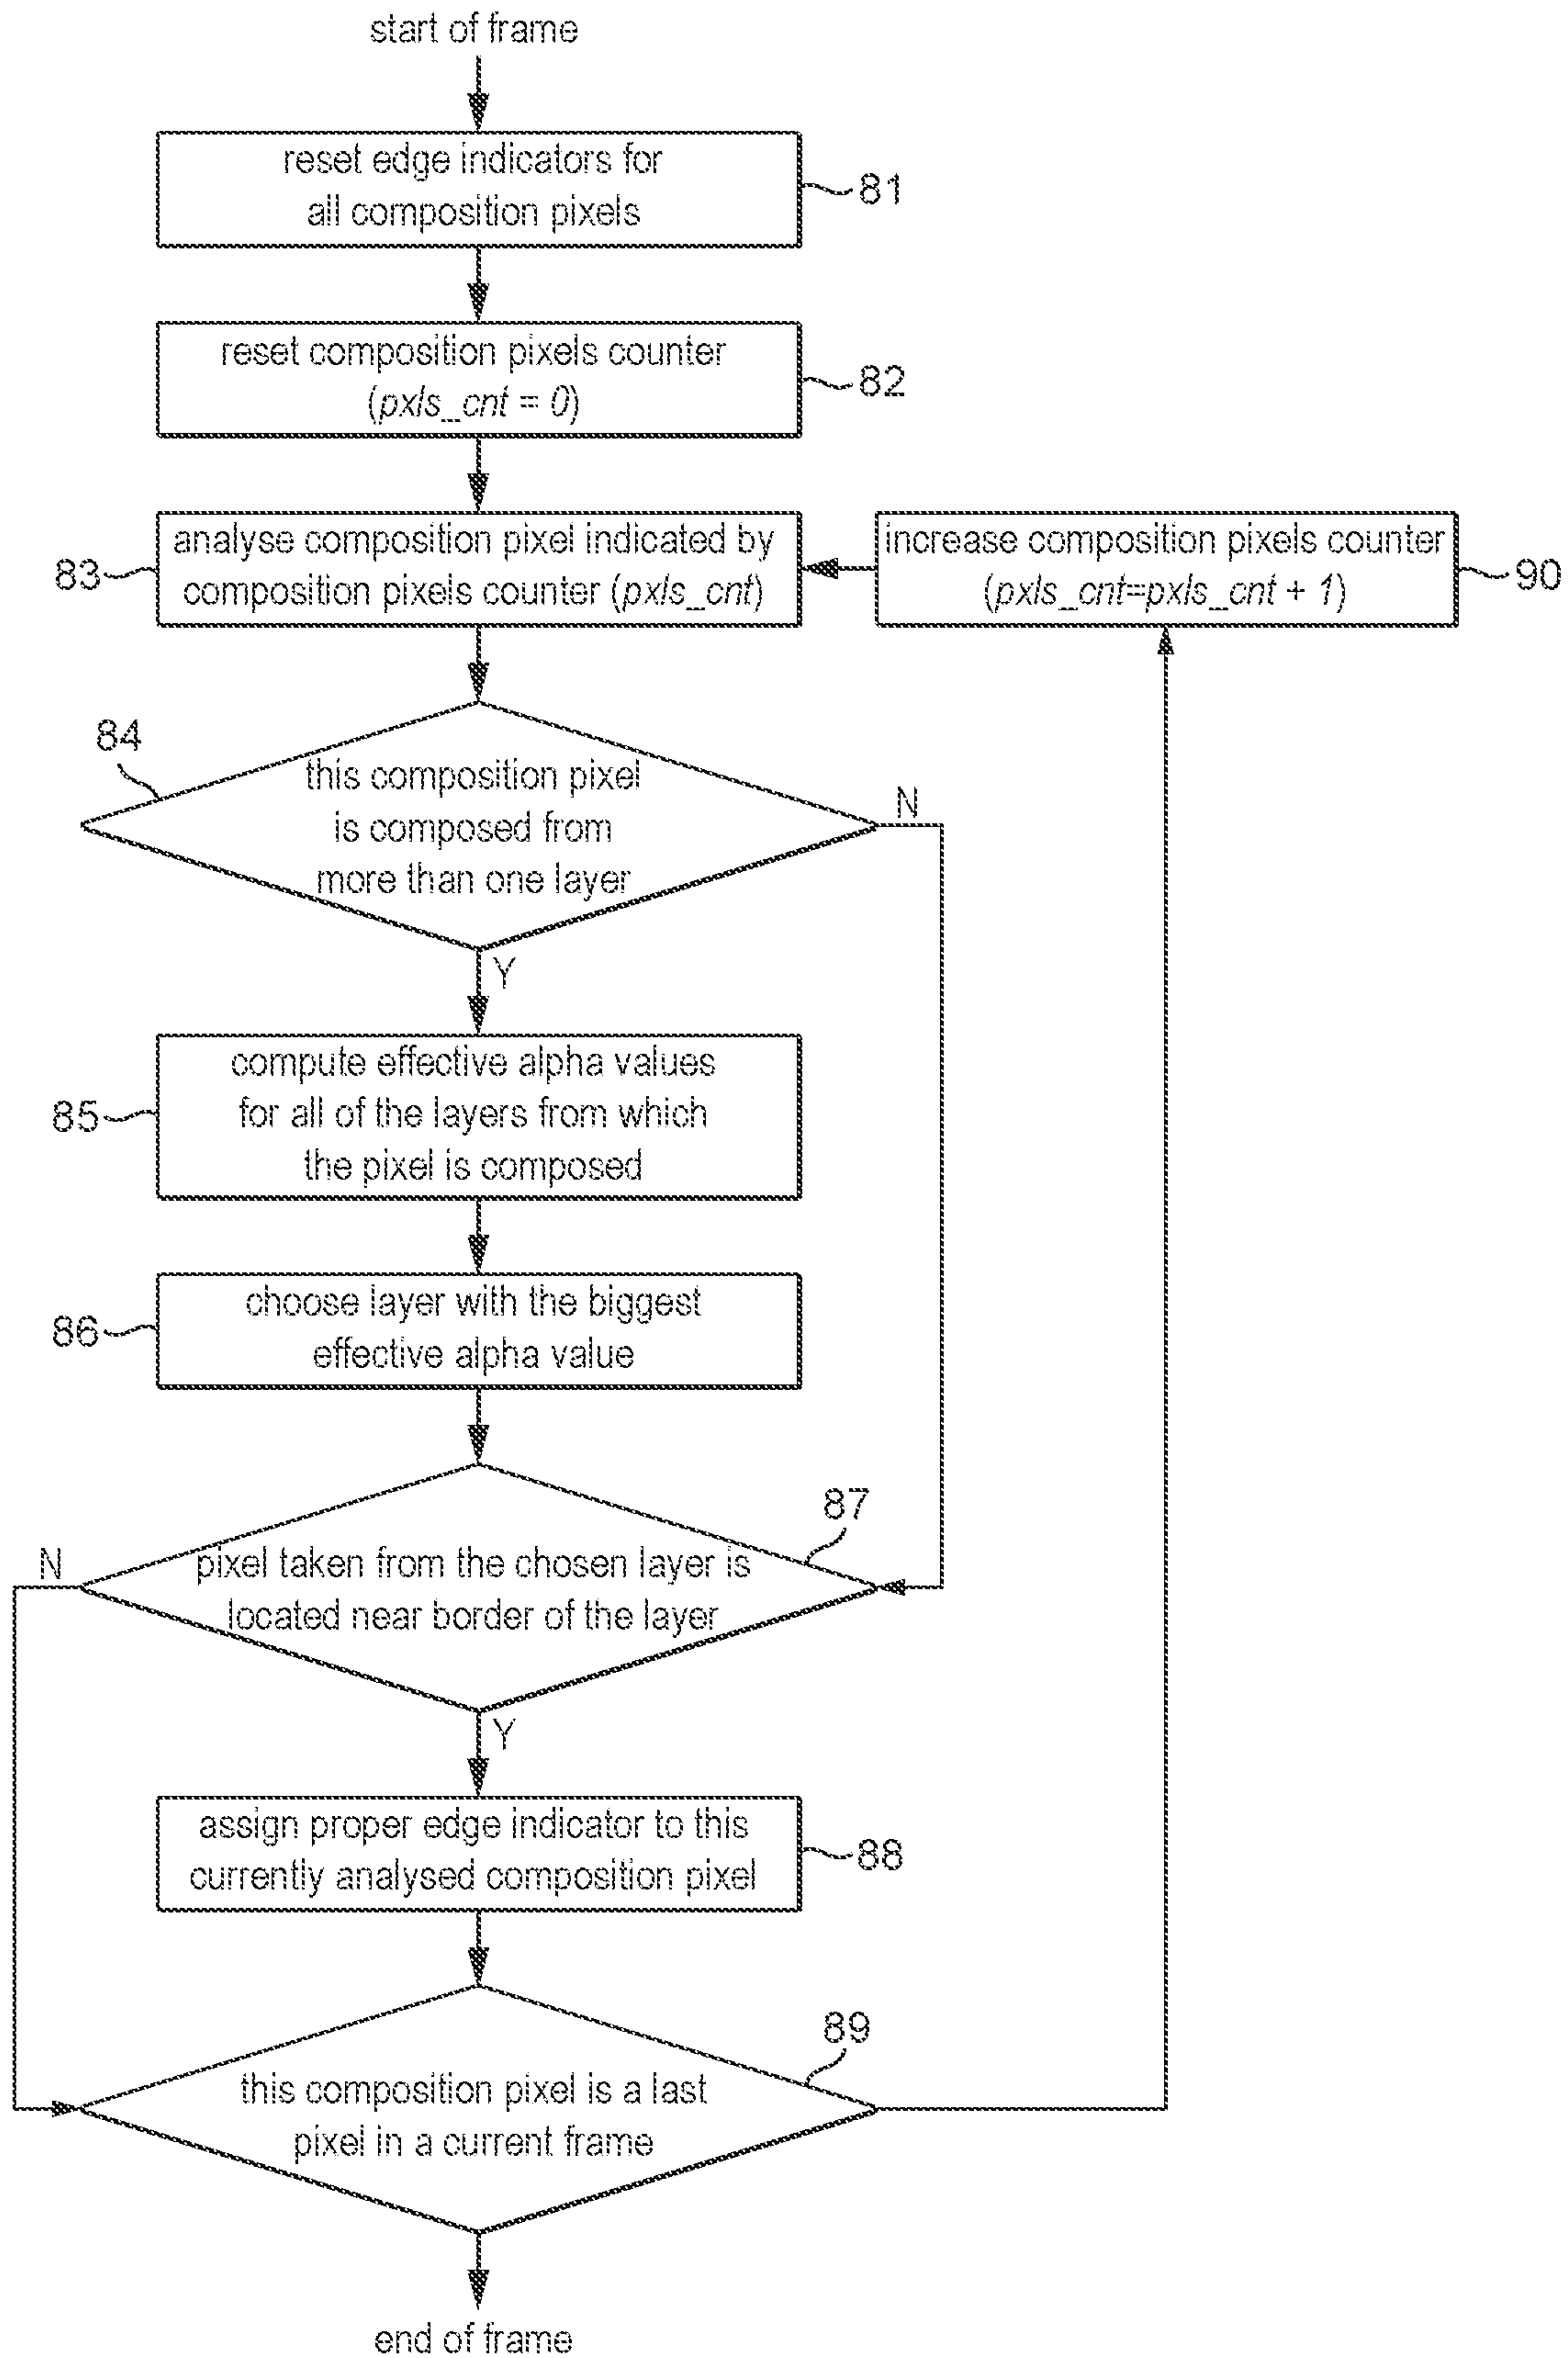 start of frame
reset edge indicators for
all composition pixels
81
reset composition pixels counter
(pxls_cnt = 0)
82
analyse composition pixel indicated by
composition pixels counter (pxls_cnt)
83
increase composition pixels counter
(pxls_cnt=pxls_cnt + 1)
90
84
this composition pixel
is composed from
more than one layer
N
Y
compute effective alpha values
for all of the layers from which
the pixel is composed
85
choose layer with the biggest
effective alpha value
86
87
pixel taken from the chosen layer is
located near border of the layer
N
Y
assign proper edge indicator to this
currently analysed composition pixel
88
89
this composition pixel is a last
pixel in a current frame
end of frame